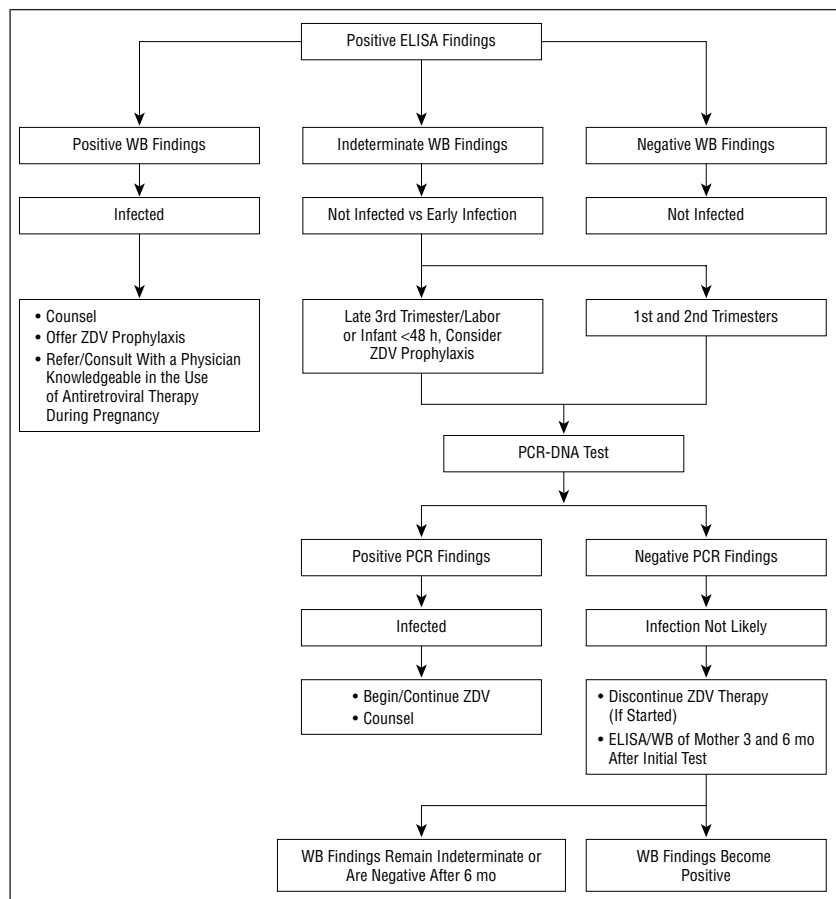 Positive ELISA Findings
Positive WB Findings
Indeterminate WB Findings
Negative WB Findings
Infected
Not Infected vs Early Infection
Not Infected
• Counsel
• Offer ZDV Prophylaxis
• Refer/Consult With a Physician
Knowledgeable in the Use
of Antiretroviral Therapy
During Pregnancy
Late 3rd Trimester/Labor
or Infant <48 h, Consider
ZDV Prophylaxis
1st and 2nd Trimesters
PCR-DNA Test
Positive PCR Findings
Negative PCR Findings
Infected
Infection Not Likely
• Begin/Continue ZDV
• Counsel
• Discontinue ZDV Therapy
(If Started)
• ELISA/WB of Mother 3 and 6 mo
After Initial Test
WB Findings Remain Indeterminate or
Are Negative After 6 mo
WB Findings Become
Positive